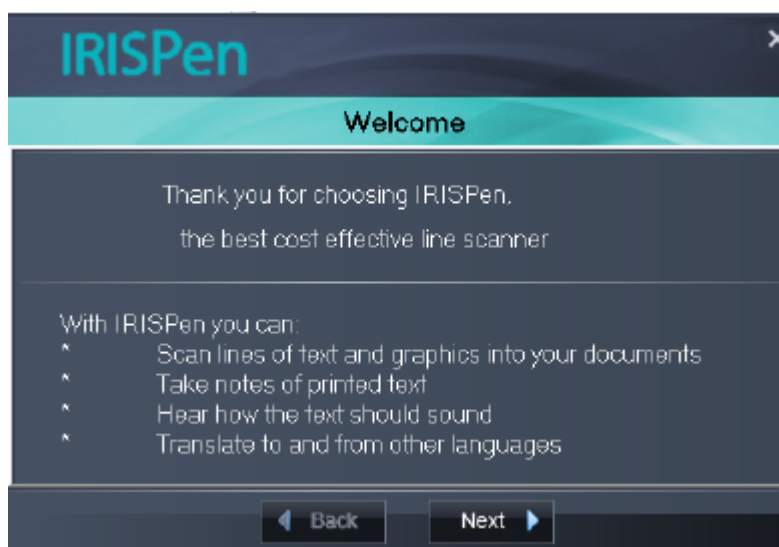 IRISPen
Welcome
Thank you for choosing IRISPen,
the best cost effective line scanner
With IRISPen you can:
* Scan lines of text and graphics into your documents
* Take notes of printed text
* Hear how the text should sound
* Translate to and from other languages
Back Next